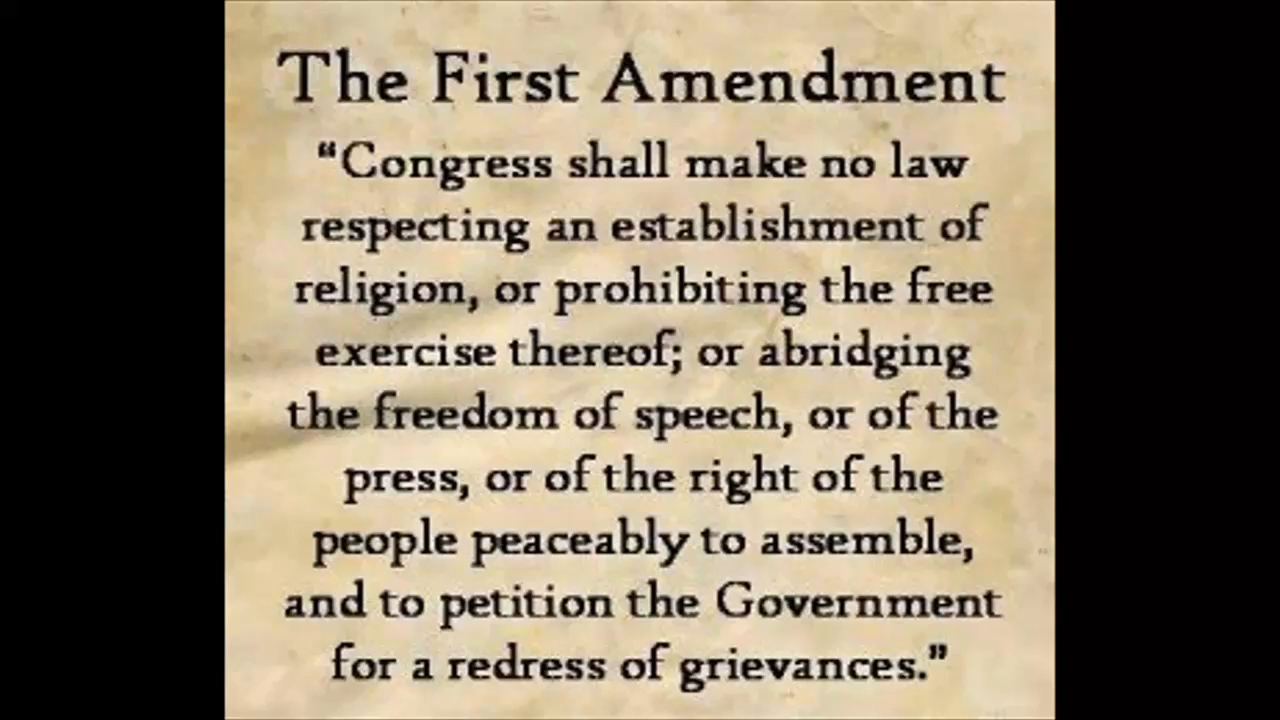 The First Amendment
“Congress shall make no law
respecting an establishment of
religion, or prohibiting the free
exercise thereof; or abridging
the freedom of speech, or of the
press, or of the right of the
people peaceably to assemble,
and to petition the Government
for a redress of grievances.”